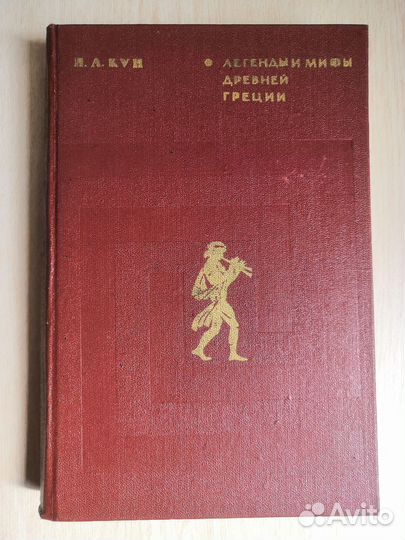 Н. А. КУН
ЛЕГЕНДЫ И МИФЫ
ДРЕВНЕЙ
ГРЕЦИИ
Avito